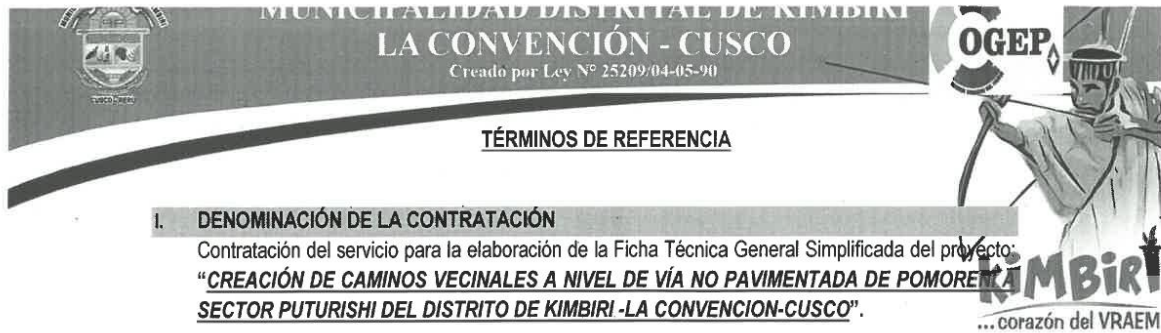 MUNICIPALIDAD DISTRITAL DE KIMBIRI
LA CONVENCIÓN - CUSCO
Creado por Ley Nº 25209/04-05-90
OGEP
CUSCO - PERÚ
TÉRMINOS DE REFERENCIA
I. DENOMINACIÓN DE LA CONTRATACIÓN
Contratación del servicio para la elaboración de la Ficha Técnica General Simplificada del proyecto:
“CREACIÓN DE CAMINOS VECINALES A NIVEL DE VÍA NO PAVIMENTADA DE POMORENI A
SECTOR PUTURISHI DEL DISTRITO DE KIMBIRI -LA CONVENCION-CUSCO”.
KiMBiRi
...corazón del VRAEM